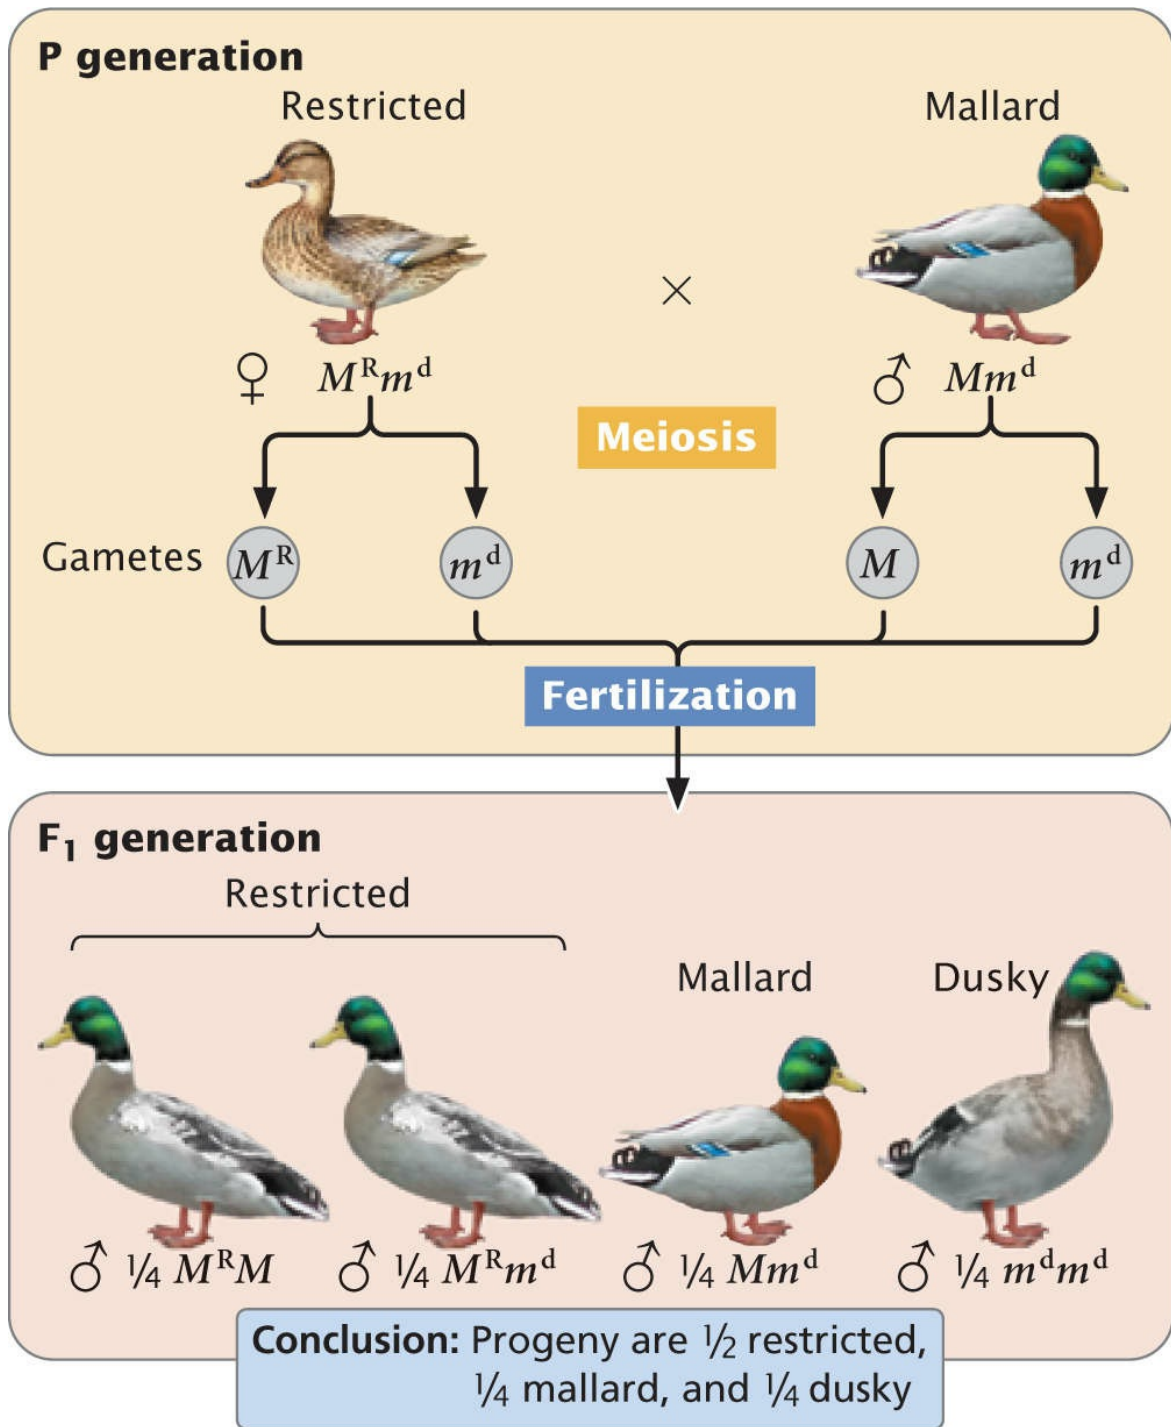 P generation
Restricted Mallard
×
♀ Mᴿmᵈ ♂ Mmᵈ
Meiosis
Gametes Mᴿ mᵈ M mᵈ
Fertilization
F₁ generation
Restricted
Mallard Dusky
♂ ¼ MᴿM ♂ ¼ Mᴿmᵈ ♂ ¼ Mmᵈ ♂ ¼ mᵈmᵈ
Conclusion: Progeny are ½ restricted,
¼ mallard, and ¼ dusky